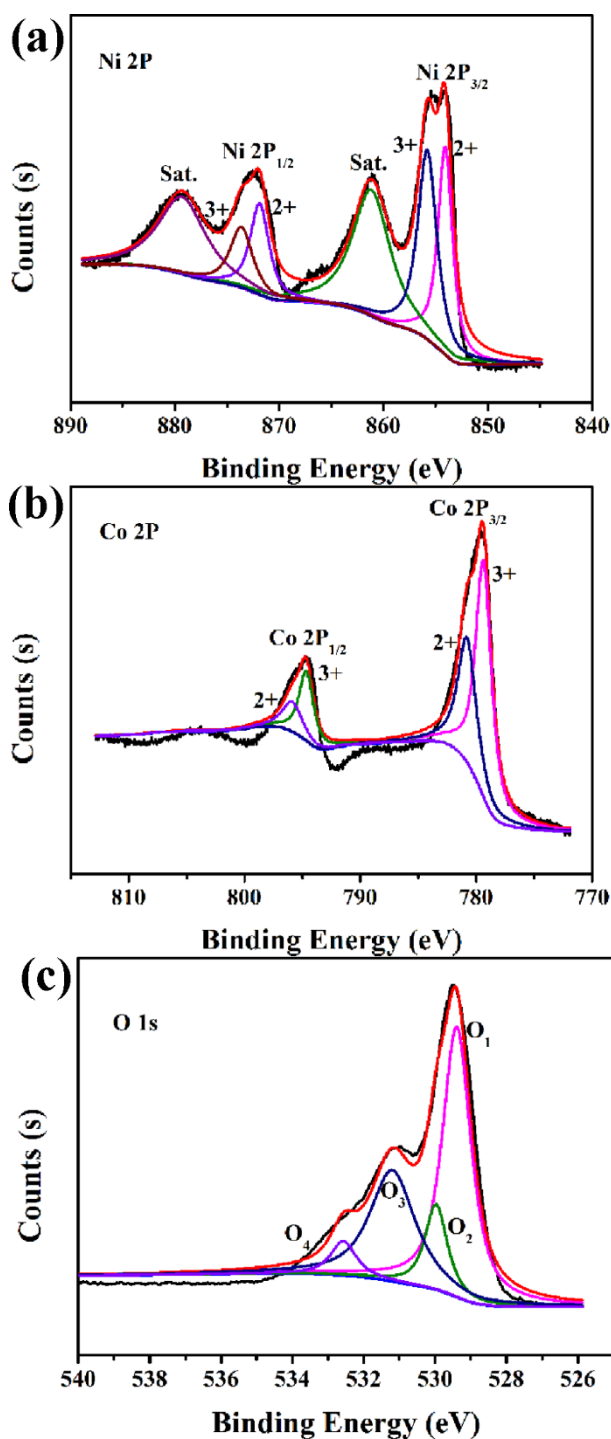 (a)
Ni 2P
Ni 2P3/2
3+
2+
Sat.
Ni 2P1/2
3+
2+
Sat.
Counts (s)
890 880 870 860 850 840
Binding Energy (eV)
(b)
Co 2P
Co 2P3/2
3+
2+
Co 2P1/2
2+
3+
Counts (s)
810 800 790 780 770
Binding Energy (eV)
(c)
O 1s
O1
O3
O2
O4
Counts (s)
540 538 536 534 532 530 528 526
Binding Energy (eV)